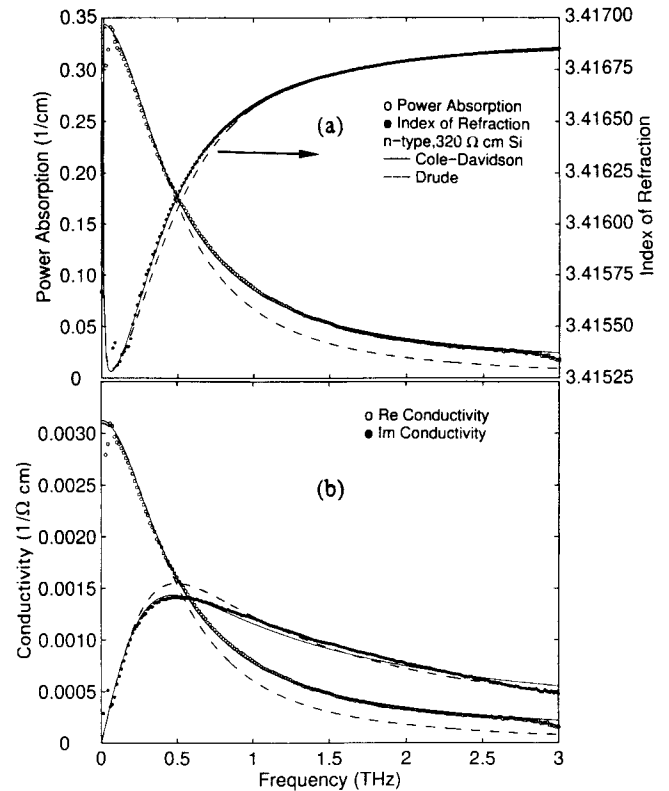 0.35
0.30
0.25
0.20
0.15
0.10
0.05
0
Power Absorption (1/cm)
3.41700
3.41675
3.41650
3.41625
3.41600
3.41575
3.41550
3.41525
Index of Refraction
(a)
Power Absorption
Index of Refraction
n-type,320 Ω cm Si
Cole-Davidson
Drude
0.0030
0.0025
0.0020
0.0015
0.0010
0.0005
0
Conductivity (1/Ω cm)
(b)
Re Conductivity
Im Conductivity
0 0.5 1 1.5 2 2.5 3
Frequency (THz)